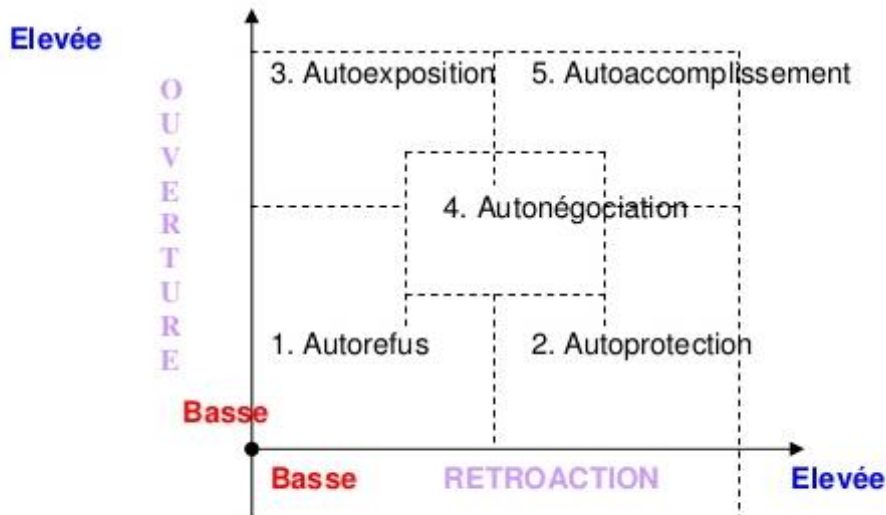 Elevée
3. Autoexposition 5. Autoaccomplissement
OUVERTURE
4. Autonégociation
1. Autorefus 2. Autoprotection
Basse
Basse RETROACTION Elevée